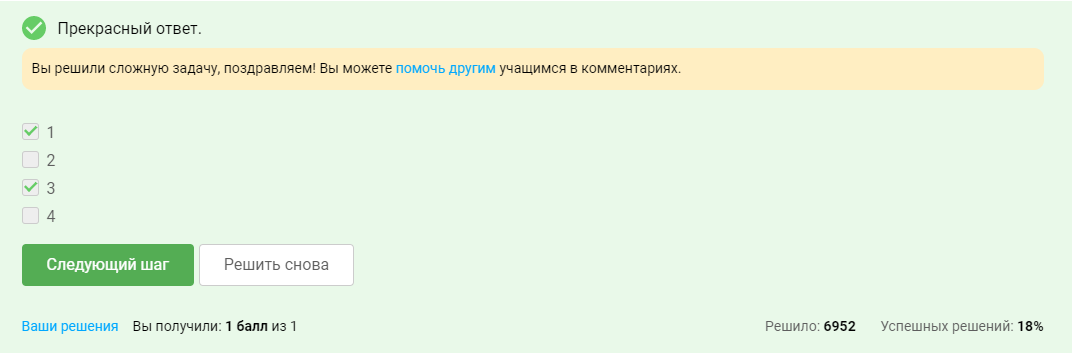 Прекрасный ответ.
Вы решили сложную задачу, поздравляем! Вы можете помочь другим учащимся в комментариях.
1
2
3
4
Следующий шаг Решить снова
Ваши решения Вы получили: 1 балл из 1 Решило: 6952 Успешных решений: 18%